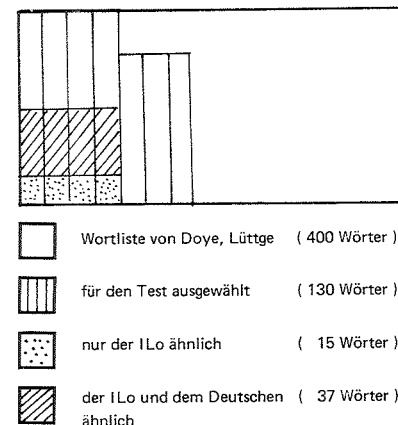 Wortliste von Doye, Lüttge ( 400 Wörter )
für den Test ausgewählt ( 130 Wörter )
nur der ILo ähnlich ( 15 Wörter )
der ILo und dem Deutschen ( 37 Wörter )
ähnlich